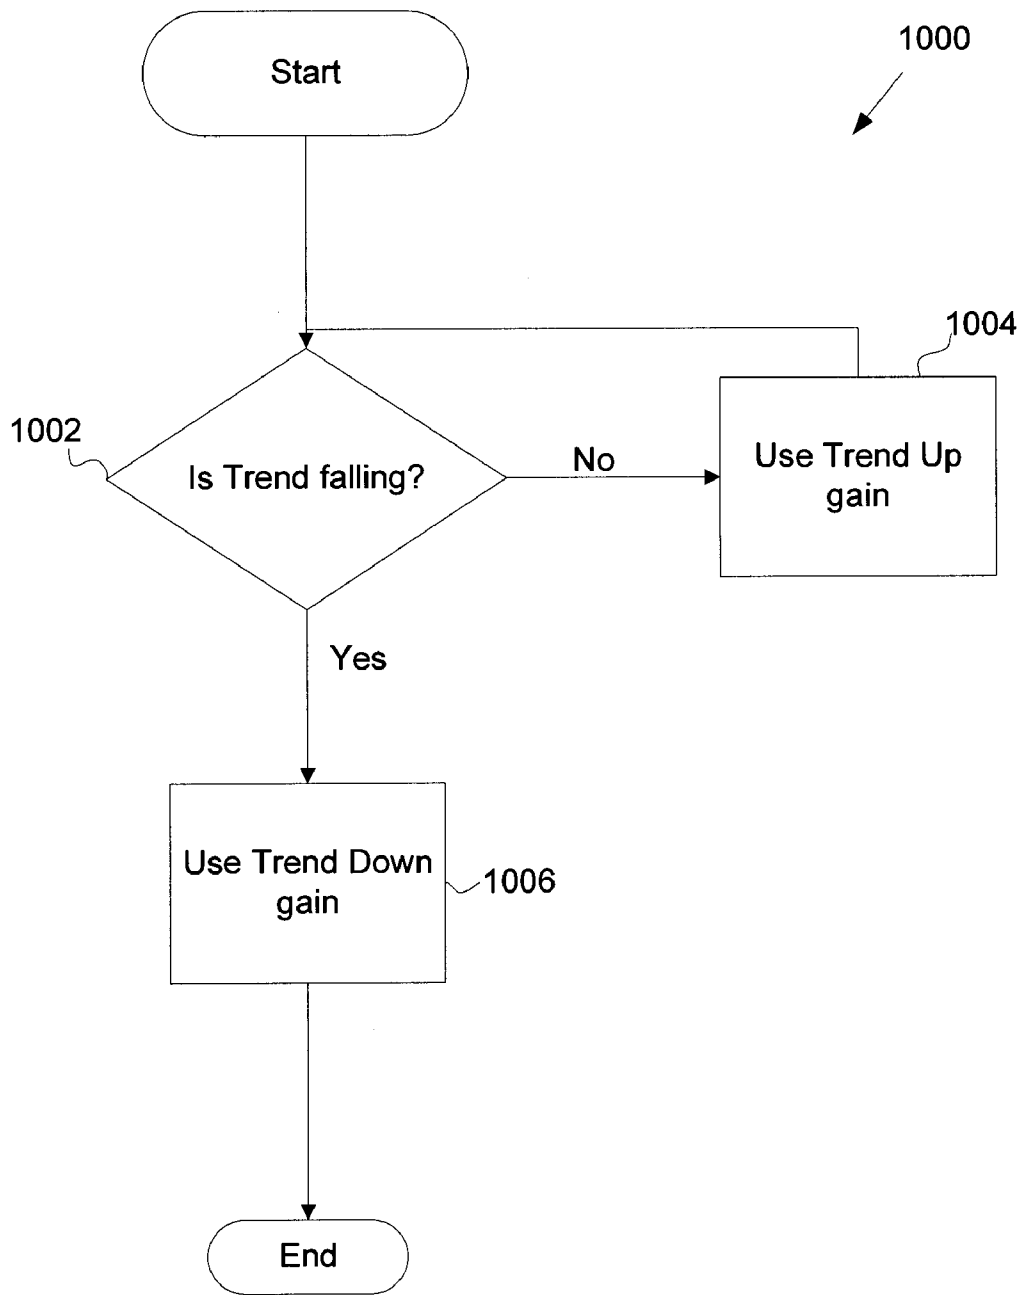 1000
Start
1004
1002
Is Trend falling?
No
Use Trend Up
gain
Yes
Use Trend Down
gain
1006
End